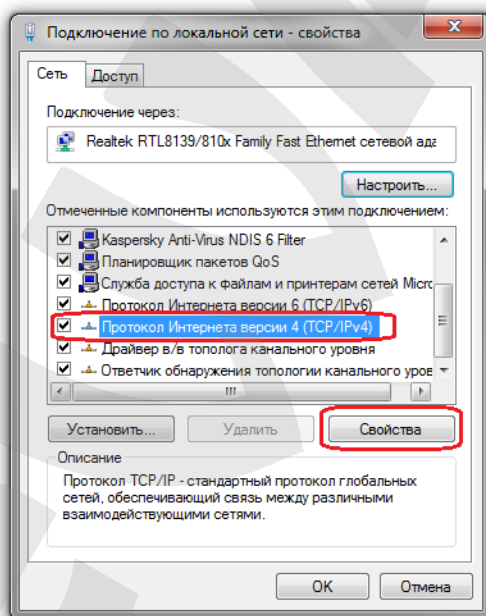 Подключение по локальной сети - свойства
Сеть
Доступ
Подключение через:
Realtek RTL8139/810x Family Fast Ethernet сетевой ада
Настроить...
Отмеченные компоненты используются этим подключением:
Kaspersky Anti-Virus NDIS 6 Filter
Планировщик пакетов QoS
Служба доступа к файлам и принтерам сетей Micro
Протокол Интернета версии 6 (TCP/IPv6)
Протокол Интернета версии 4 (TCP/IPv4)
Драйвер в/в тополога канального уровня
Ответчик обнаружения топологии канального уров
Установить...
Удалить
Свойства
Описание
Протокол TCP/IP - стандартный протокол глобальных
сетей, обеспечивающий связь между различными
взаимодействующими сетями.
OK
Отмена